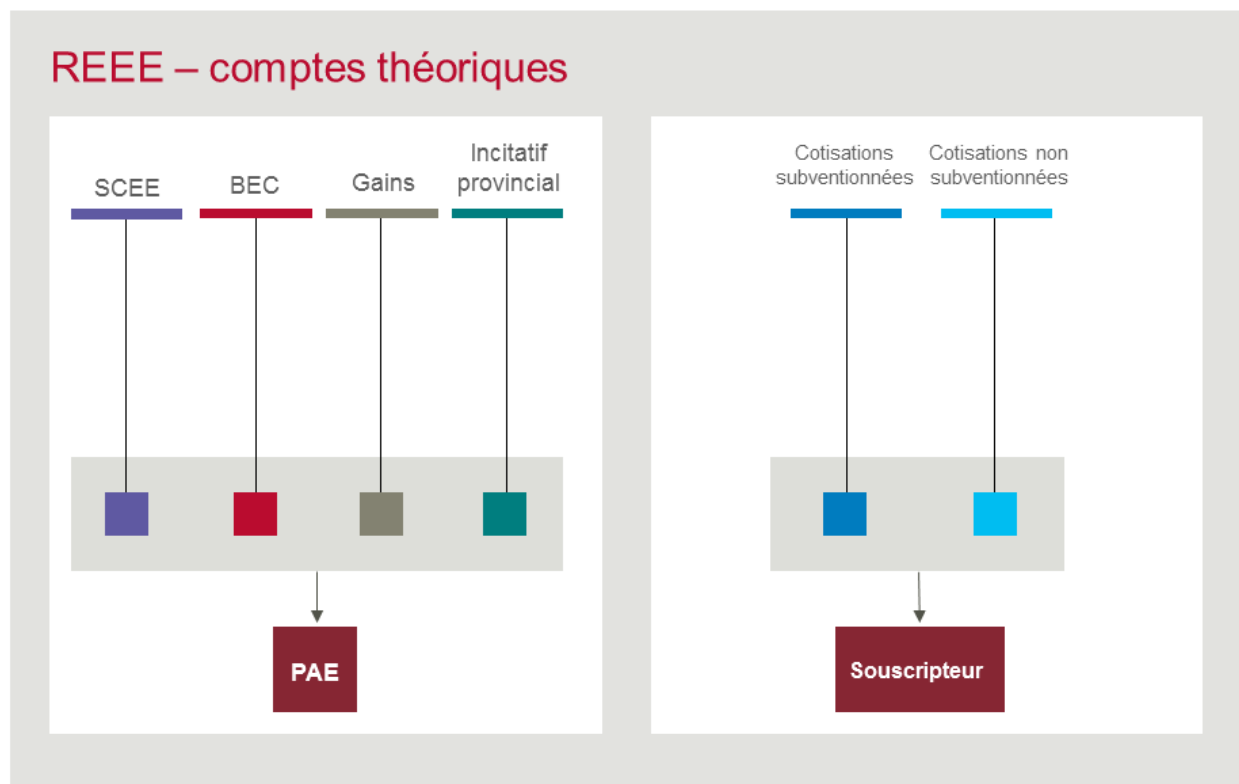 REEE – comptes théoriques
SCEE
BEC
Gains
Incitatif
provincial
Cotisations
subventionnées
Cotisations non
subventionnées
PAE
Souscripteur